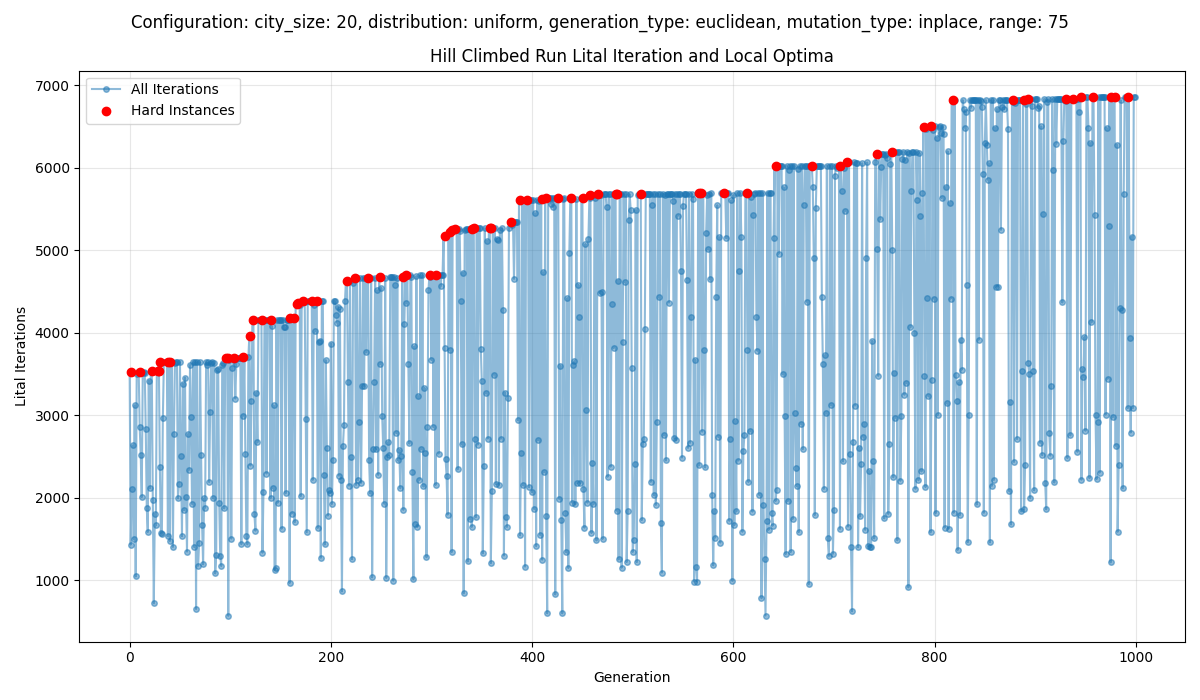 Configuration: city_size: 20, distribution: uniform, generation_type: euclidean, mutation_type: inplace, range: 75
Hill Climbed Run Lital Iteration and Local Optima
All Iterations
Hard Instances
7000
6000
5000
4000
3000
2000
1000
Lital Iterations
0 200 400 600 800 1000
Generation